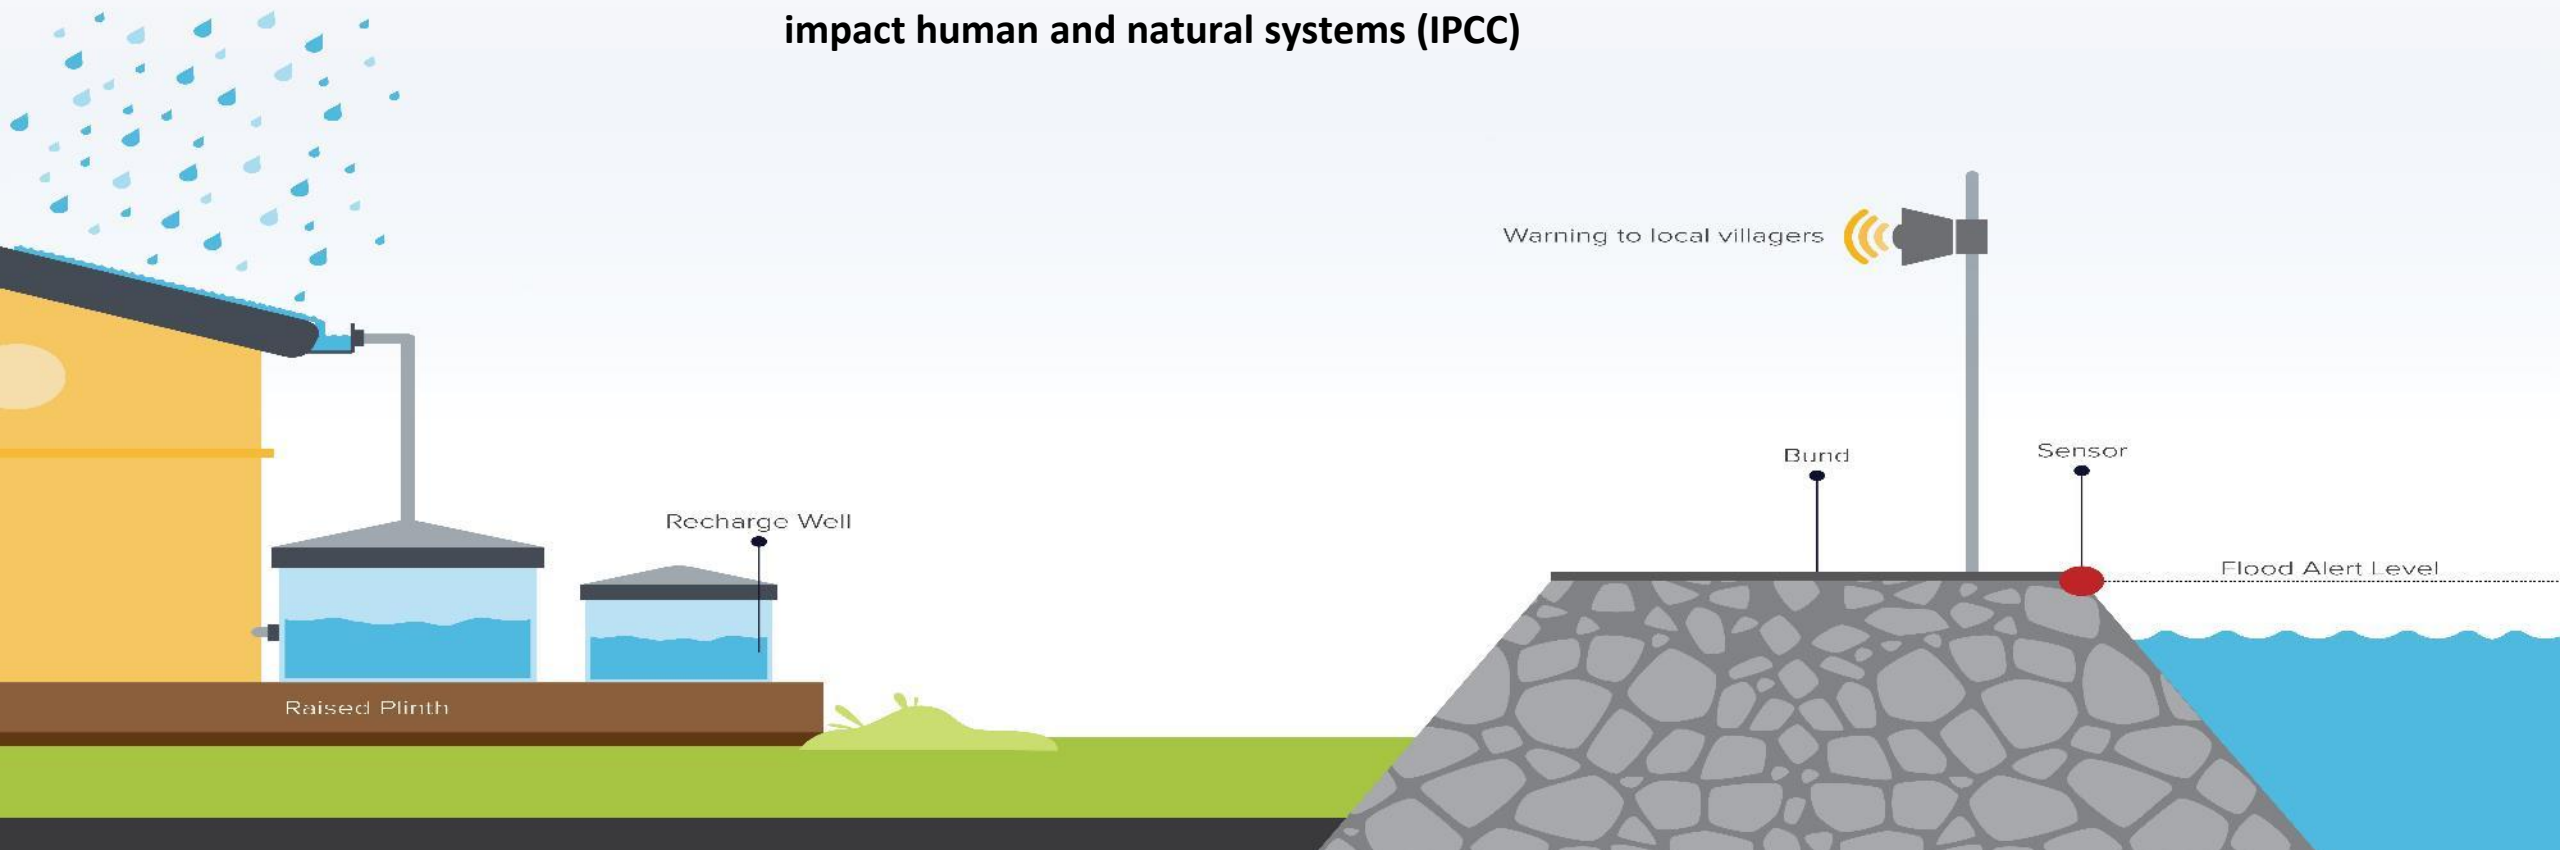 impact human and natural systems (IPCC)
Warning to local villagers
Bund
Sensor
Recharge Well
Flood Alert Level
Raised Plinth